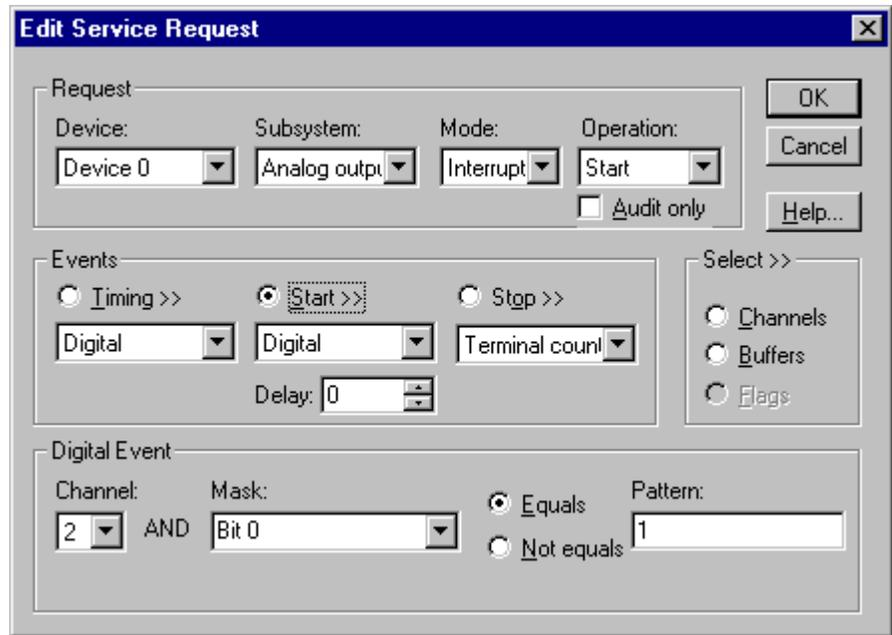 Edit Service Request
Request
OK
Device:
Subsystem:
Mode:
Operation:
Cancel
Device 0
Analog outpu
Interrupt
Start
Audit only
Help...
Events
Select >>
Timing >>
Start >>
Stop >>
Channels
Digital
Digital
Terminal count
Buffers
Delay: 0
Flags
Digital Event
Channel:
Mask:
Pattern:
2
AND
Bit 0
Equals
1
Not equals